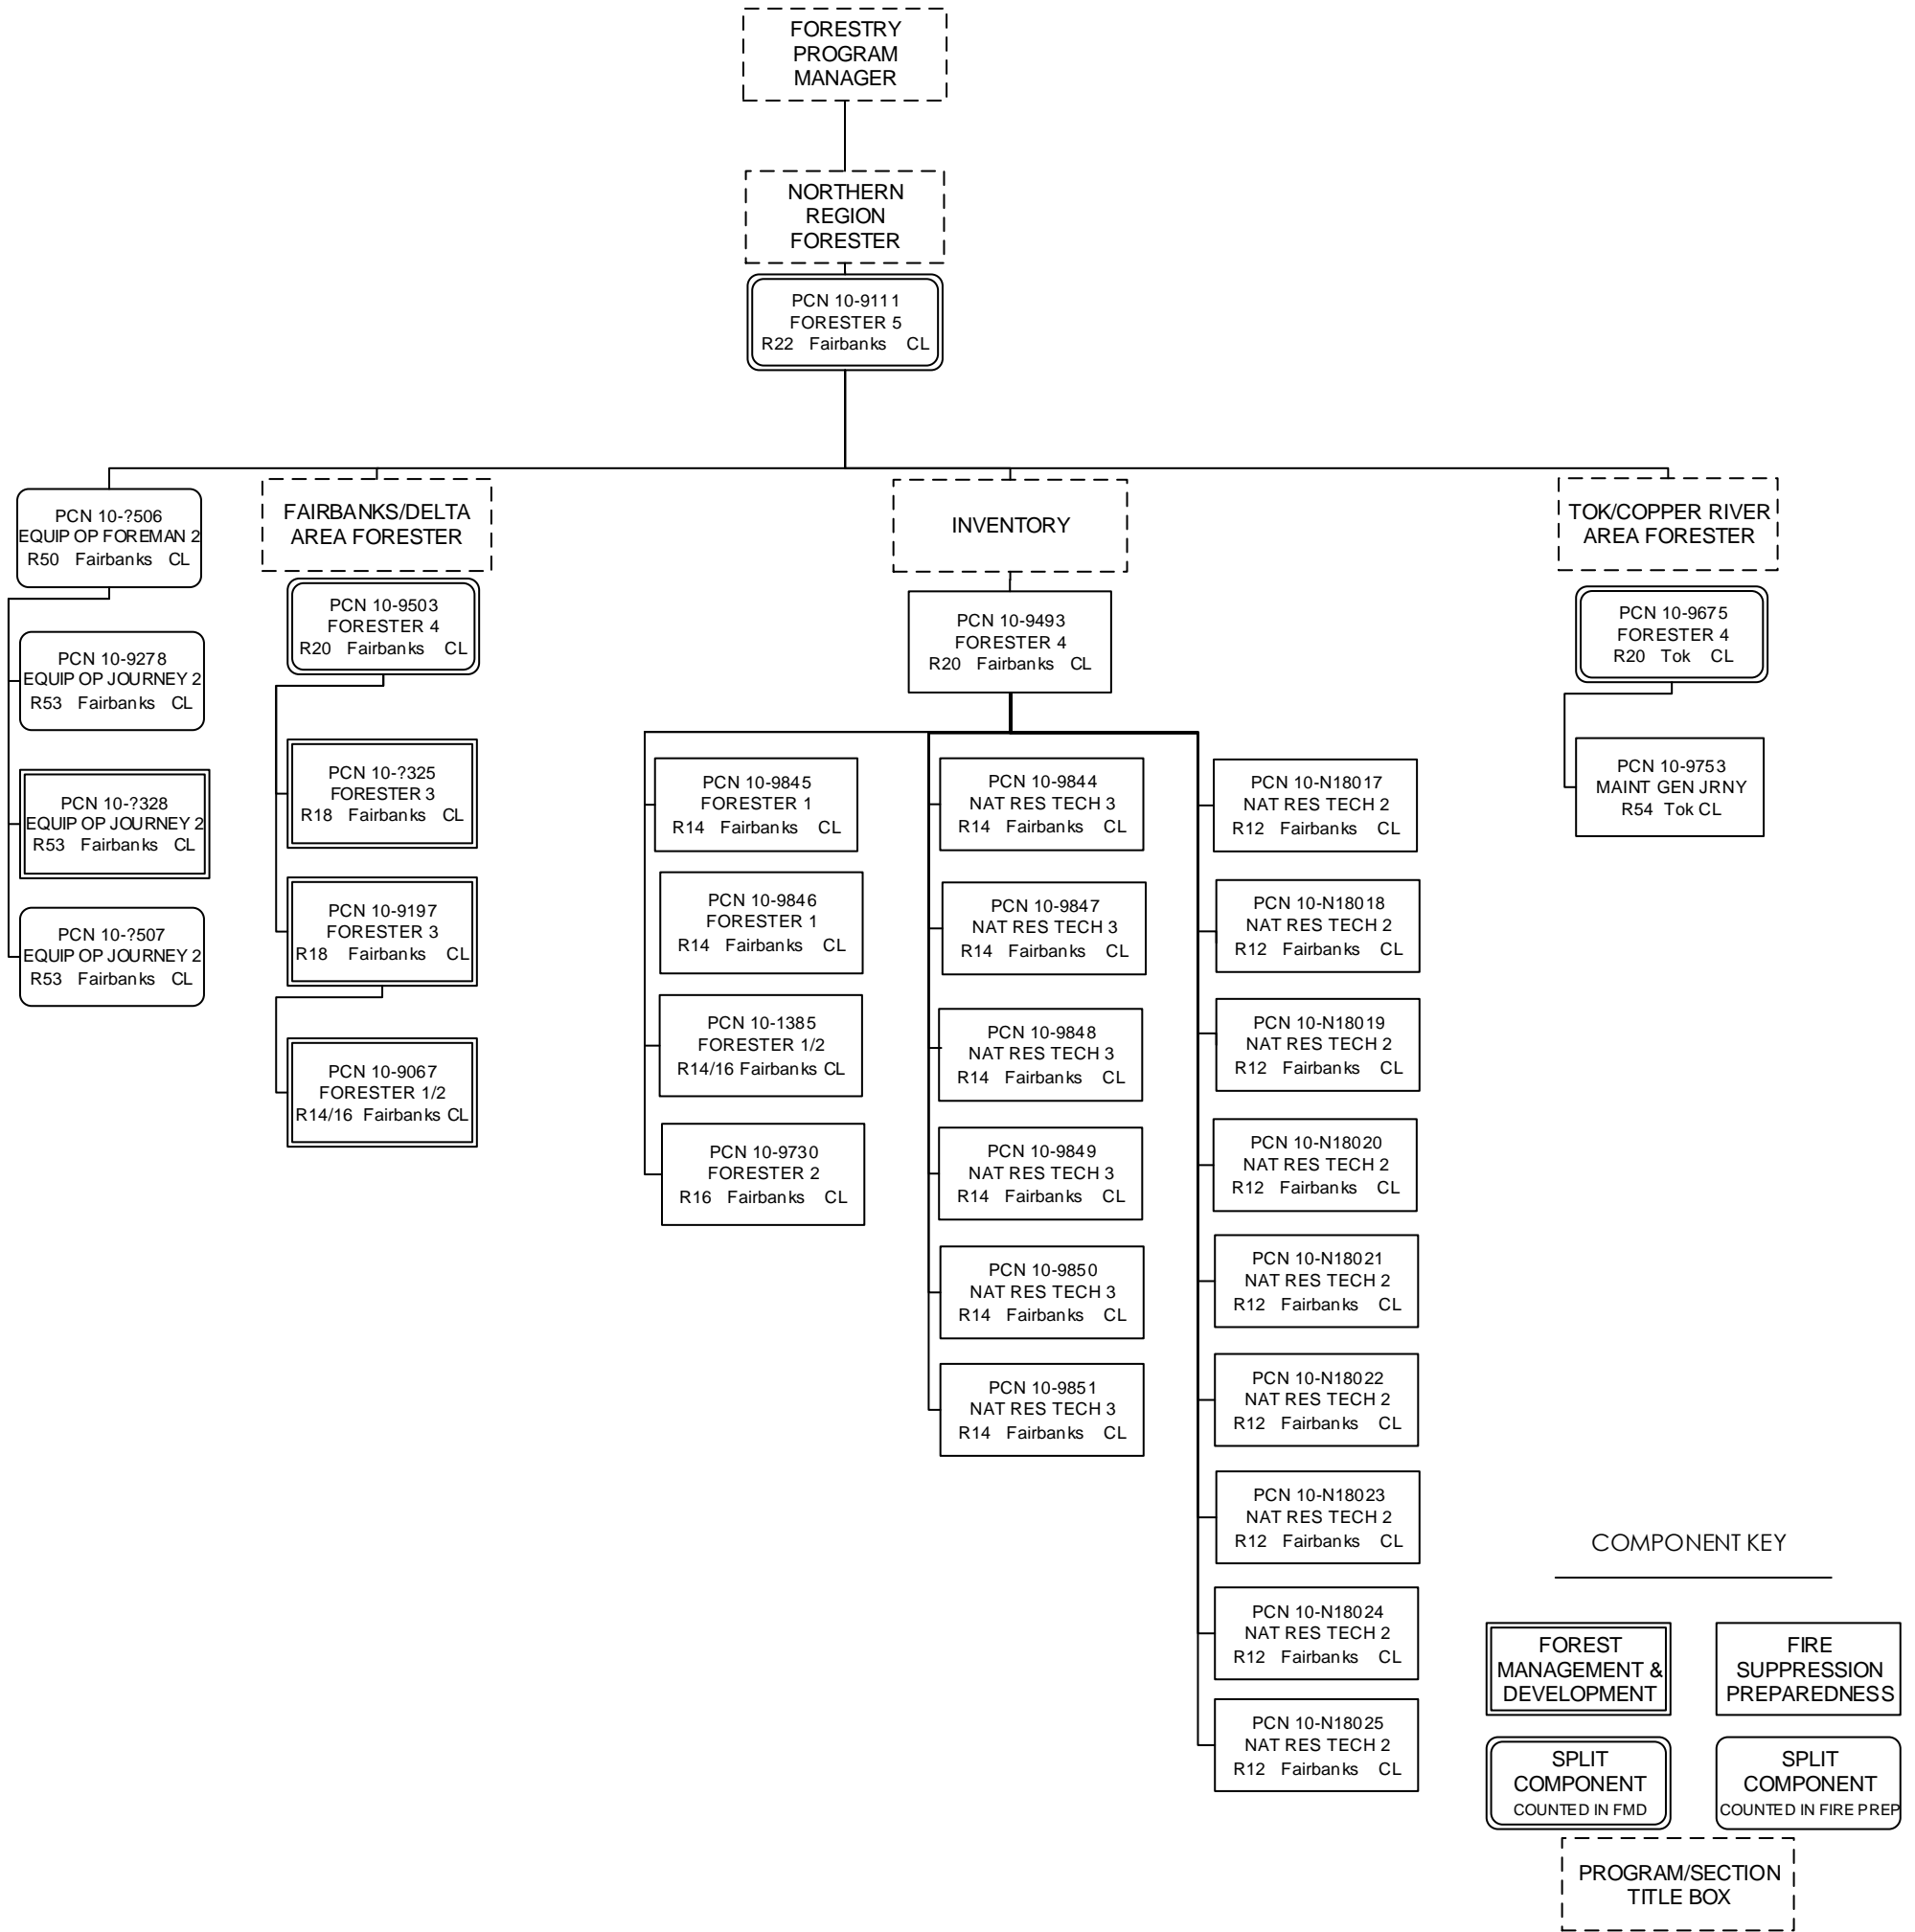 FORESTRY
PROGRAM
MANAGER
NORTHERN
REGION
FORESTER
PCN 10-9111
FORESTER 5
R22 Fairbanks CL
PCN 10-?506
EQUIP OP FOREMAN 2
R50 Fairbanks CL
PCN 10-9278
EQUIP OP JOURNEY 2
R53 Fairbanks CL
PCN 10-?328
EQUIP OP JOURNEY 2
R53 Fairbanks CL
PCN 10-?507
EQUIP OP JOURNEY 2
R53 Fairbanks CL
FAIRBANKS/DELTA
AREA FORESTER
PCN 10-9503
FORESTER 4
R20 Fairbanks CL
PCN 10-?325
FORESTER 3
R18 Fairbanks CL
PCN 10-9197
FORESTER 3
R18 Fairbanks CL
PCN 10-9067
FORESTER 1/2
R14/16 Fairbanks CL
INVENTORY
PCN 10-9493
FORESTER 4
R20 Fairbanks CL
PCN 10-9845
FORESTER 1
R14 Fairbanks CL
PCN 10-9846
FORESTER 1
R14 Fairbanks CL
PCN 10-1385
FORESTER 1/2
R14/16 Fairbanks CL
PCN 10-9730
FORESTER 2
R16 Fairbanks CL
PCN 10-9844
NAT RES TECH 3
R14 Fairbanks CL
PCN 10-9847
NAT RES TECH 3
R14 Fairbanks CL
PCN 10-9848
NAT RES TECH 3
R14 Fairbanks CL
PCN 10-9849
NAT RES TECH 3
R14 Fairbanks CL
PCN 10-9850
NAT RES TECH 3
R14 Fairbanks CL
PCN 10-9851
NAT RES TECH 3
R14 Fairbanks CL
PCN 10-N18017
NAT RES TECH 2
R12 Fairbanks CL
PCN 10-N18018
NAT RES TECH 2
R12 Fairbanks CL
PCN 10-N18019
NAT RES TECH 2
R12 Fairbanks CL
PCN 10-N18020
NAT RES TECH 2
R12 Fairbanks CL
PCN 10-N18021
NAT RES TECH 2
R12 Fairbanks CL
PCN 10-N18022
NAT RES TECH 2
R12 Fairbanks CL
PCN 10-N18023
NAT RES TECH 2
R12 Fairbanks CL
PCN 10-N18024
NAT RES TECH 2
R12 Fairbanks CL
PCN 10-N18025
NAT RES TECH 2
R12 Fairbanks CL
TOK/COPPER RIVER
AREA FORESTER
PCN 10-9675
FORESTER 4
R20 Tok CL
PCN 10-9753
MAINT GEN JRNY
R54 Tok CL
COMPONENT KEY
FOREST
MANAGEMENT &
DEVELOPMENT
FIRE
SUPPRESSION
PREPAREDNESS
SPLIT
COMPONENT
COUNTED IN FMD
SPLIT
COMPONENT
COUNTED IN FIRE PREP
PROGRAM/SECTION
TITLE BOX